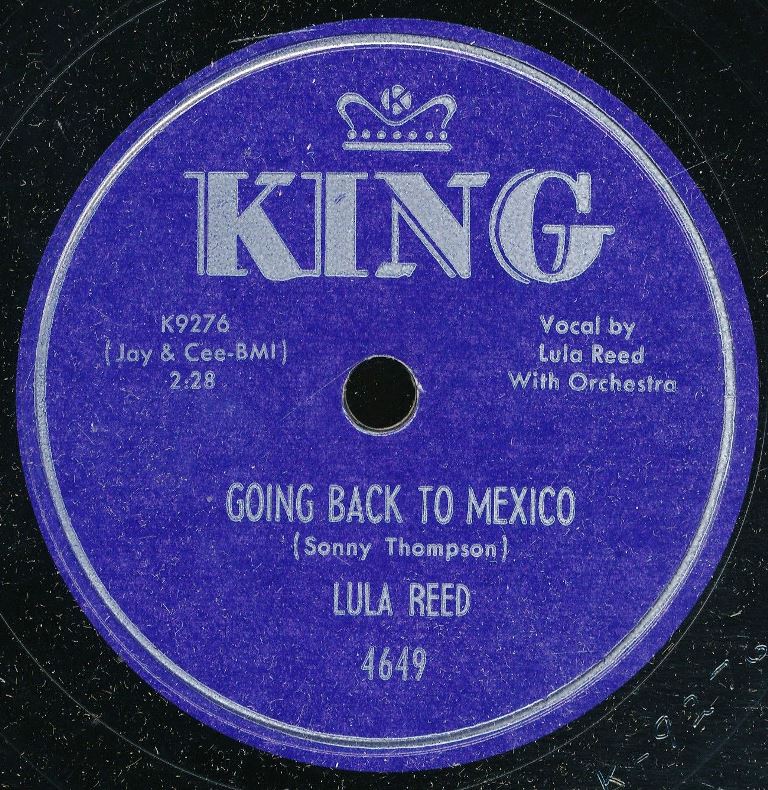 K
KING
K9276
(Jay & Cee-BMI)
2:28
Vocal by
Lula Reed
With Orchestra
GOING BACK TO MEXICO
(Sonny Thompson)
LULA REED
4649